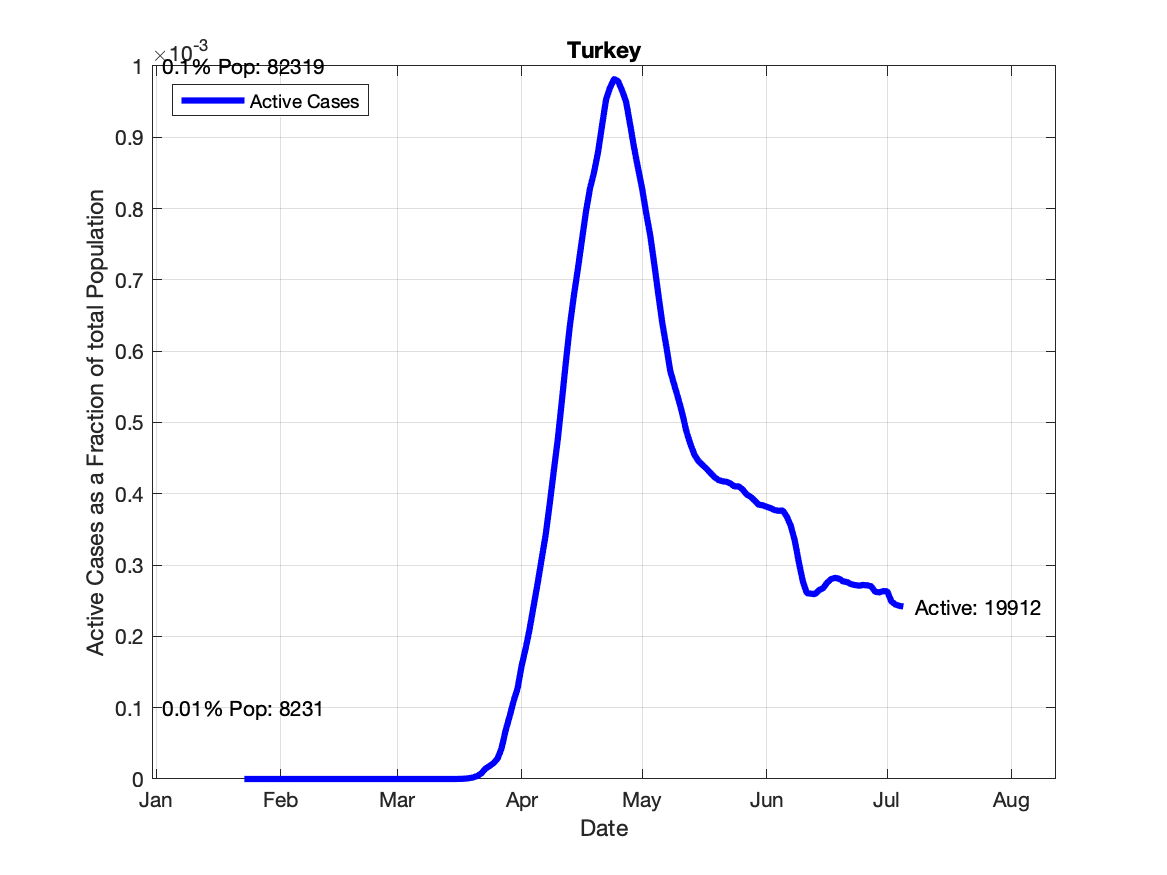 Turkey
×10-3
0.1% Pop: 82319
Active Cases
1
0.9
0.8
0.7
0.6
0.5
0.4
0.3
0.2
0.1
0
Active Cases as a Fraction of total Population
Active: 19912
0.01% Pop: 8231
Jan Feb Mar Apr May Jun Jul Aug
Date